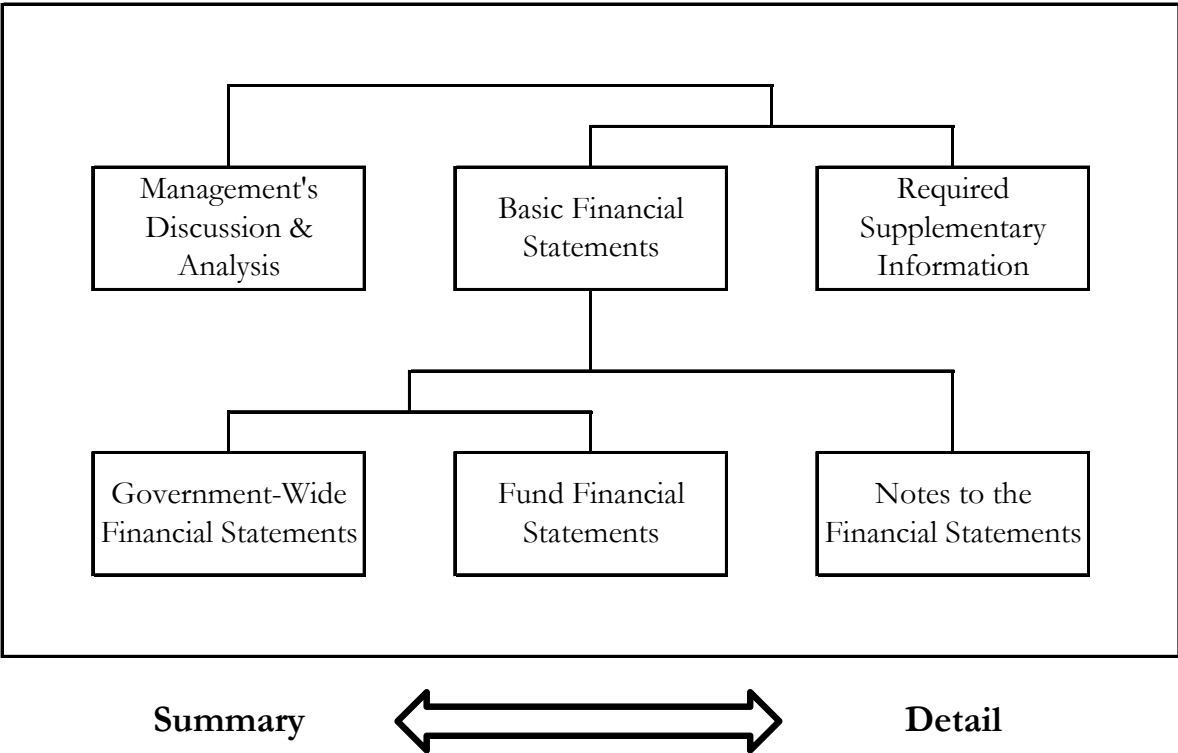 Management's
Discussion &
Analysis
Basic Financial
Statements
Required
Supplementary
Information
Government-Wide
Financial Statements
Fund Financial
Statements
Notes to the
Financial Statements
Summary
Detail